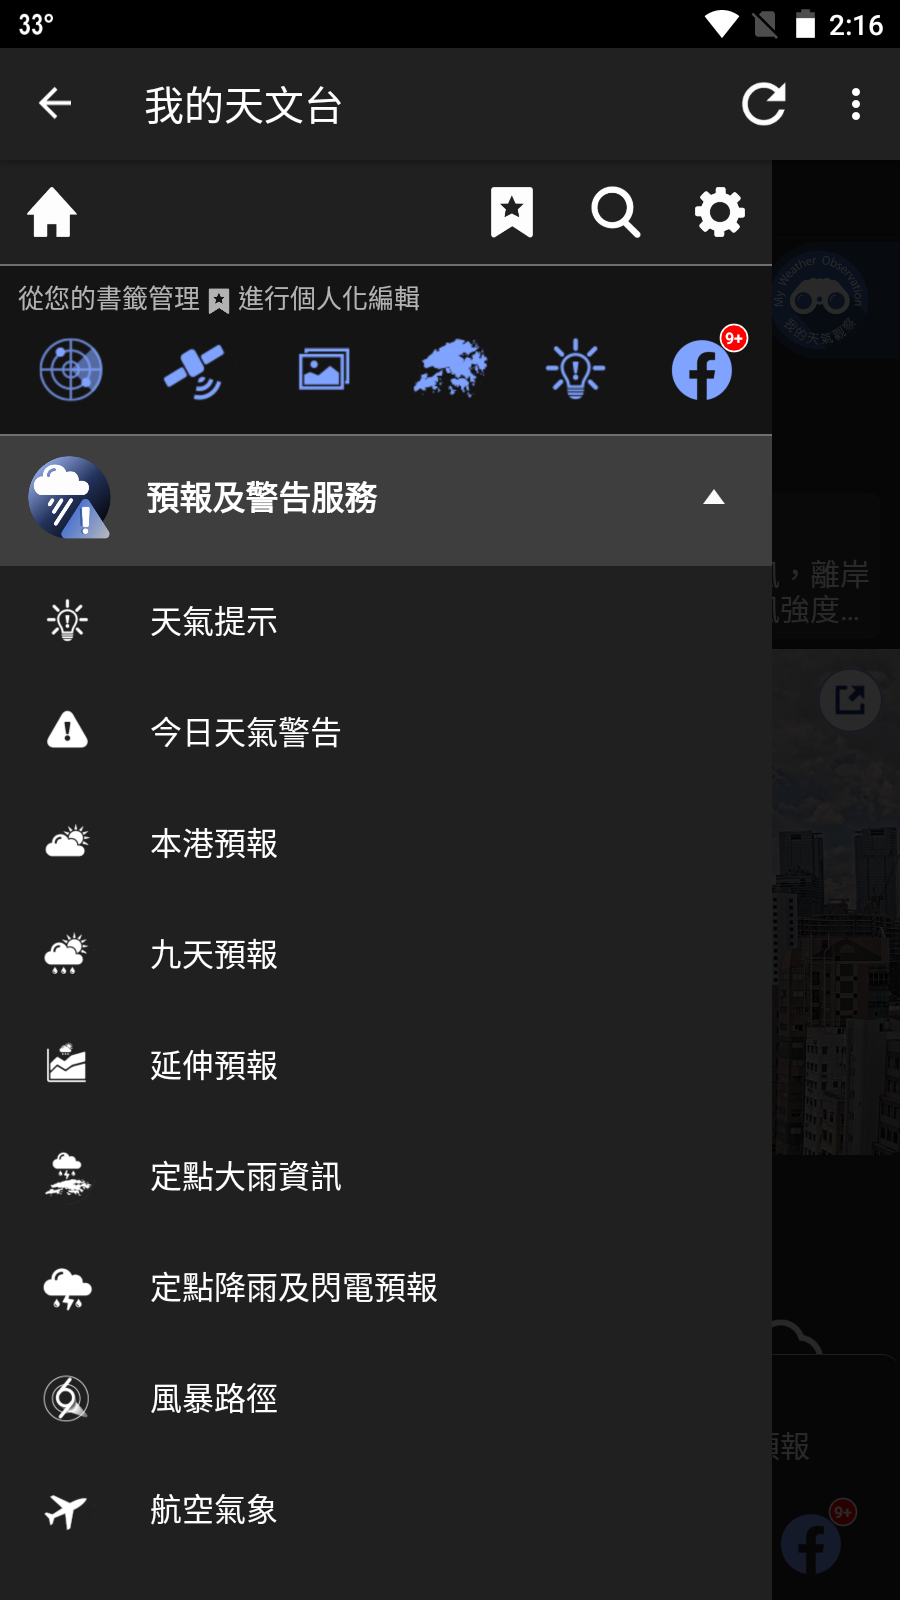 33°
2:16
我的天文台
從您的書籤管理 進行個人化編輯
9+
My Weather Observation
我的天氣觀察
預報及警告服務
，離岸
強度...
天氣提示
今日天氣警告
本港預報
九天預報
延伸預報
定點大雨資訊
定點降雨及閃電預報
風暴路徑
報
航空氣象
9+